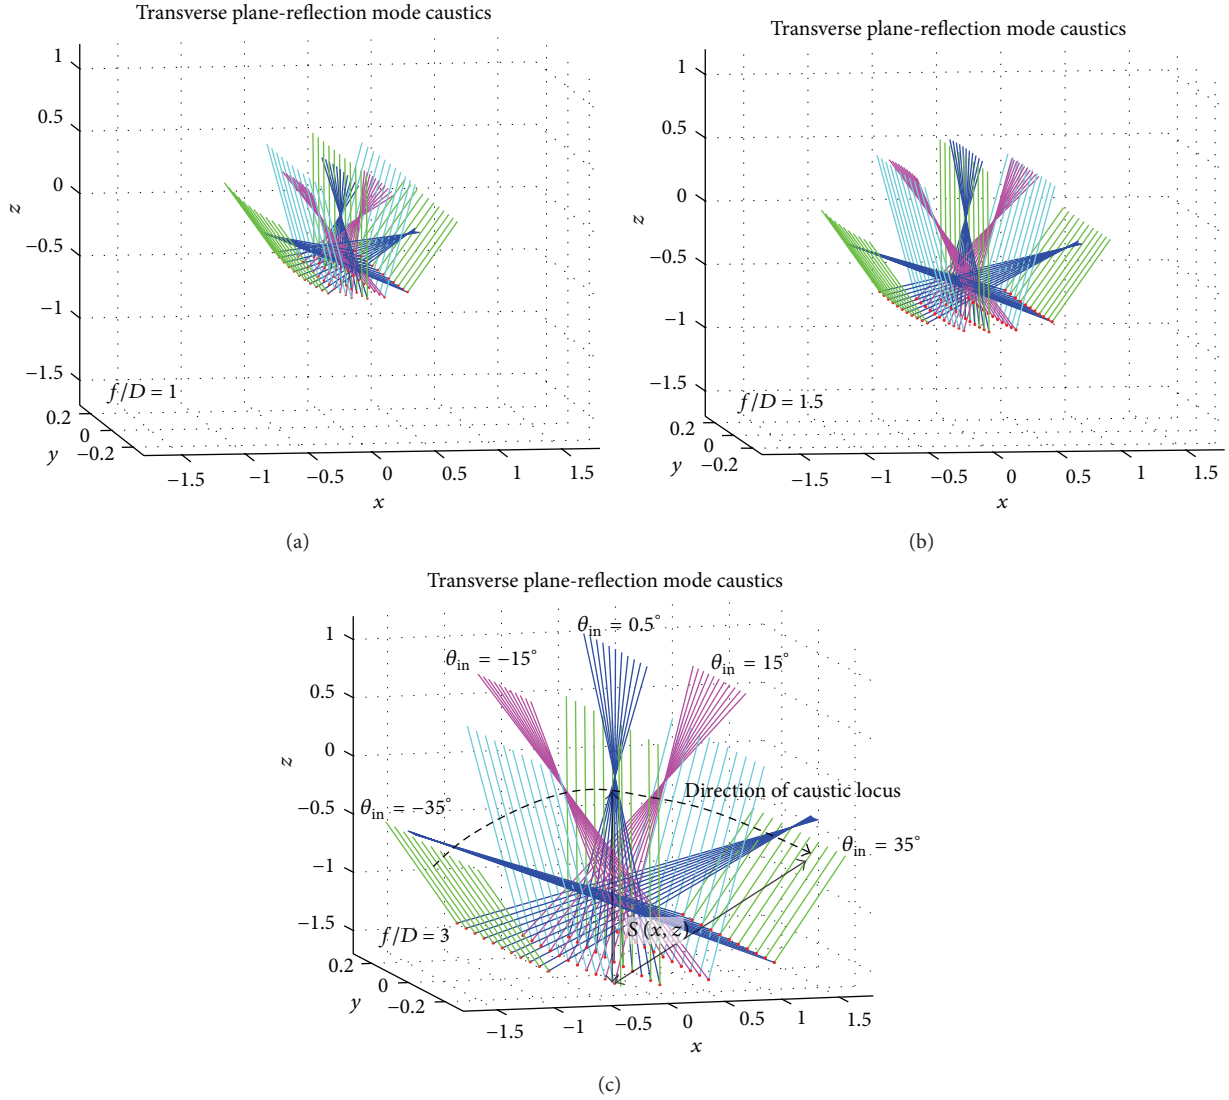 Transverse plane-reflection mode caustics
1
0.5
0
−0.5
−1
−1.5
z
f/D = 1
0.2
0
−0.2
y
−1.5 −1 −0.5 0 0.5 1 1.5
x
(a)
Transverse plane-reflection mode caustics
1
0.5
0
−0.5
−1
−1.5
z
f/D = 1.5
0.2
0
−0.2
y
−1.5 −1 −0.5 0 0.5 1 1.5
x
(b)
Transverse plane-reflection mode caustics
θin = 0.5°
θin = −15°
θin = 15°
1
0.5
0
−0.5
−1
−1.5
z
Direction of caustic locus
θin = −35°
θin = 35°
S(x, z)
f/D = 3
0.2
0
−0.2
y
−1.5 −1 −0.5 0 0.5 1 1.5
x
(c)